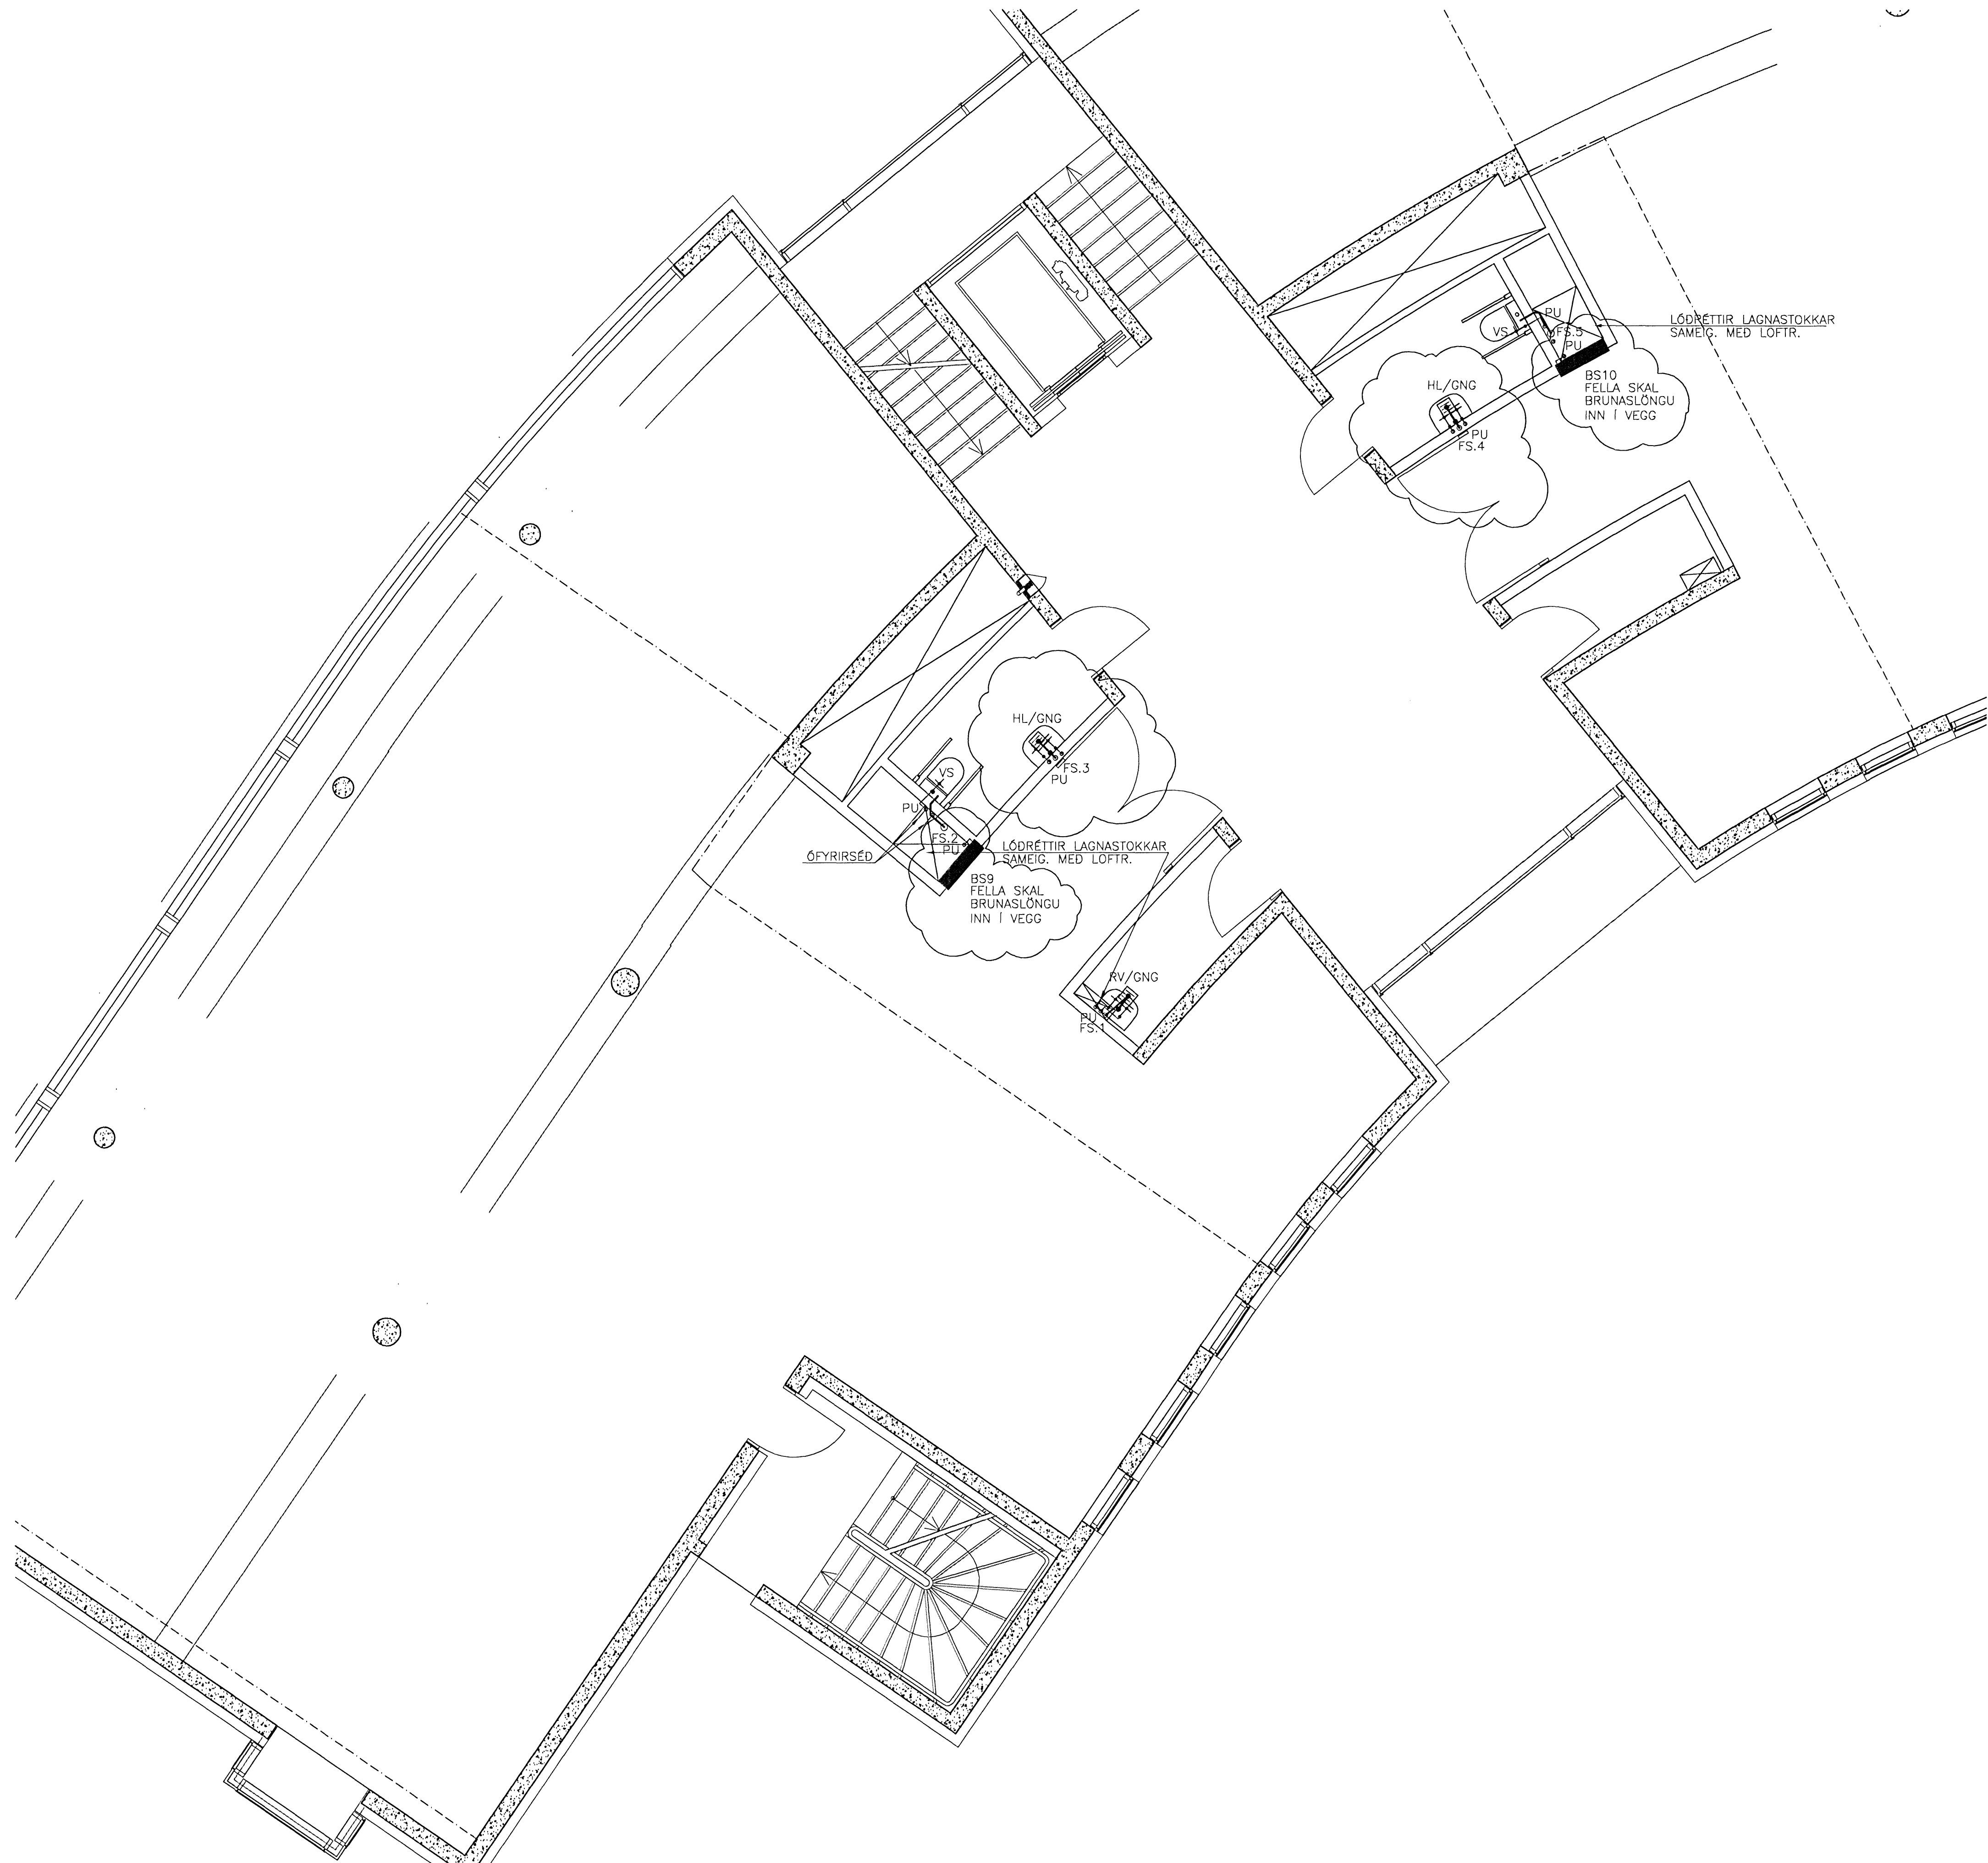 PU
LÓÐRÉTTIR LAGNASTOKKAR
SAMEIG. MEÐ LOFTR.
VS
FS.5
PU
BS10
FELLA SKAL
BRUNASLÖNGU
INN Í VEGG
HL/GNG
PU
FS.4
HL/GNG
FS.3
PU
VS
PU
FS.2
PU
ÓFYRIRSÉÐ
LÓÐRÉTTIR LAGNASTOKKAR
SAMEIG. MEÐ LOFTR.
BS9
FELLA SKAL
BRUNASLÖNGU
INN Í VEGG
RV/GNG
PU
FS.1